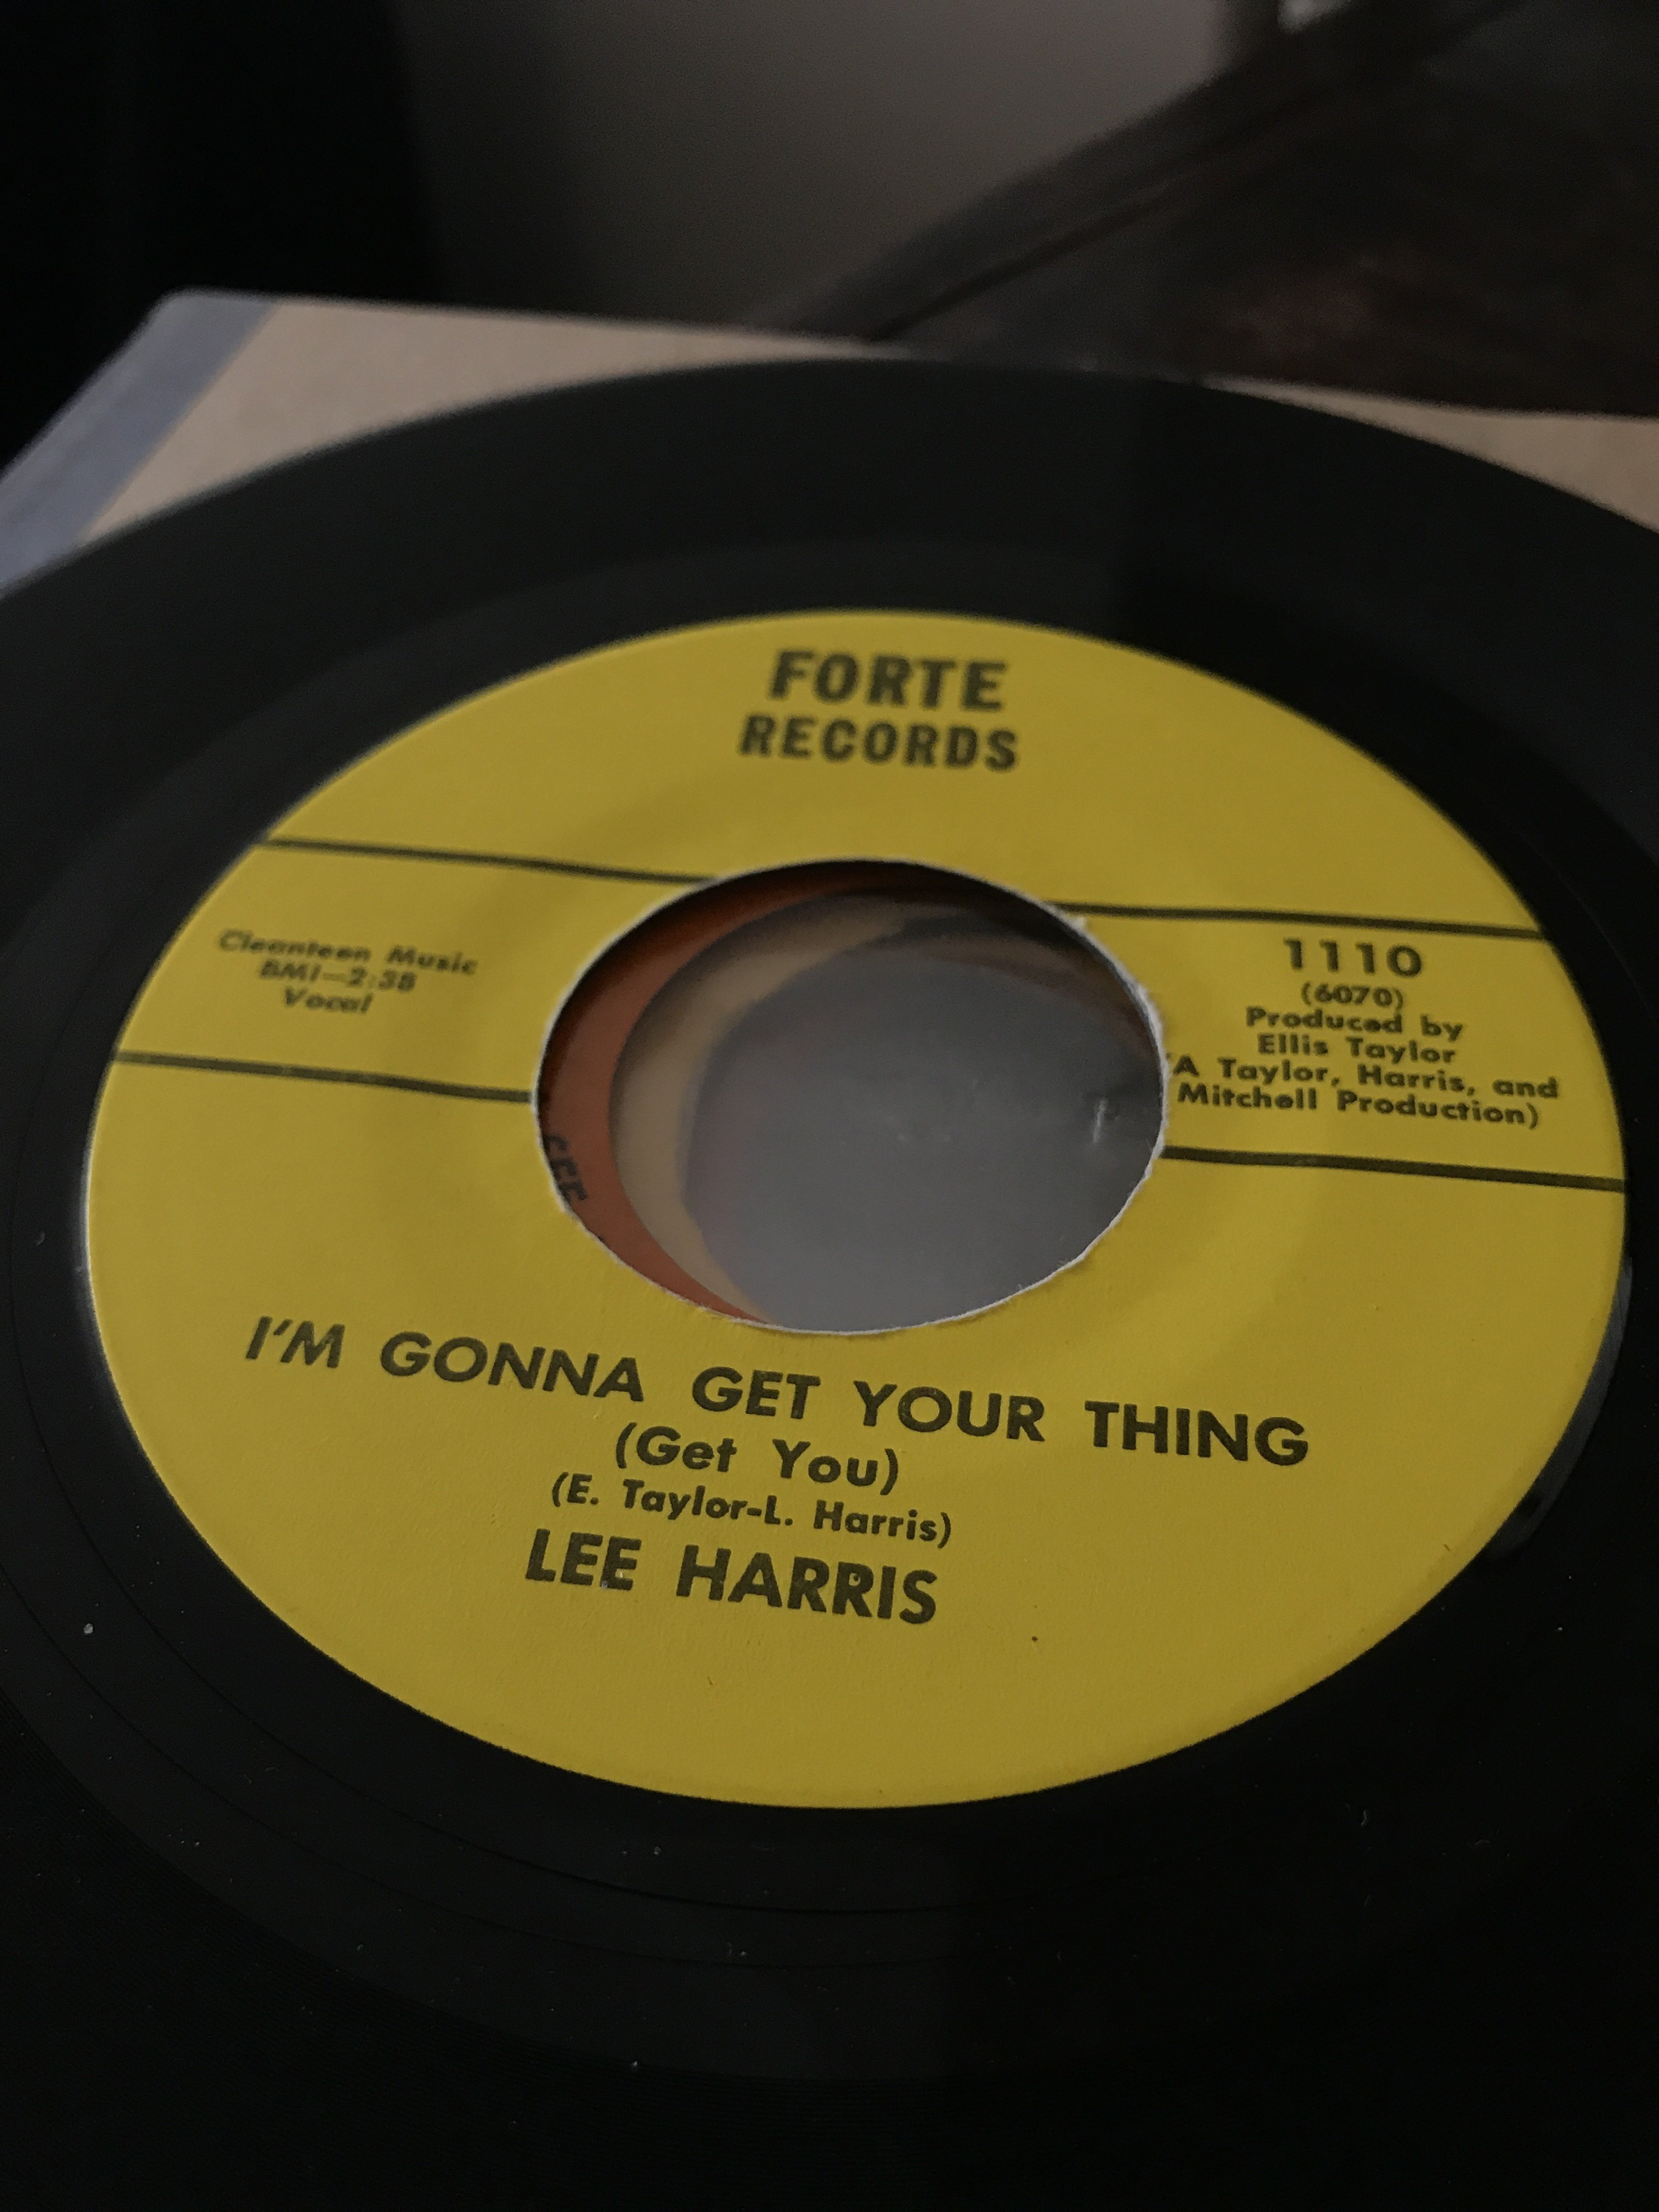 FORTE
RECORDS
Cleanteen Music
BMI—2:38
Vocal
1110
(6070)
Produced by
Ellis Taylor
(A Taylor, Harris, and
Mitchell Production)
I'M GONNA GET YOUR THING
(Get You)
(E. Taylor-L. Harris)
LEE HARRIS